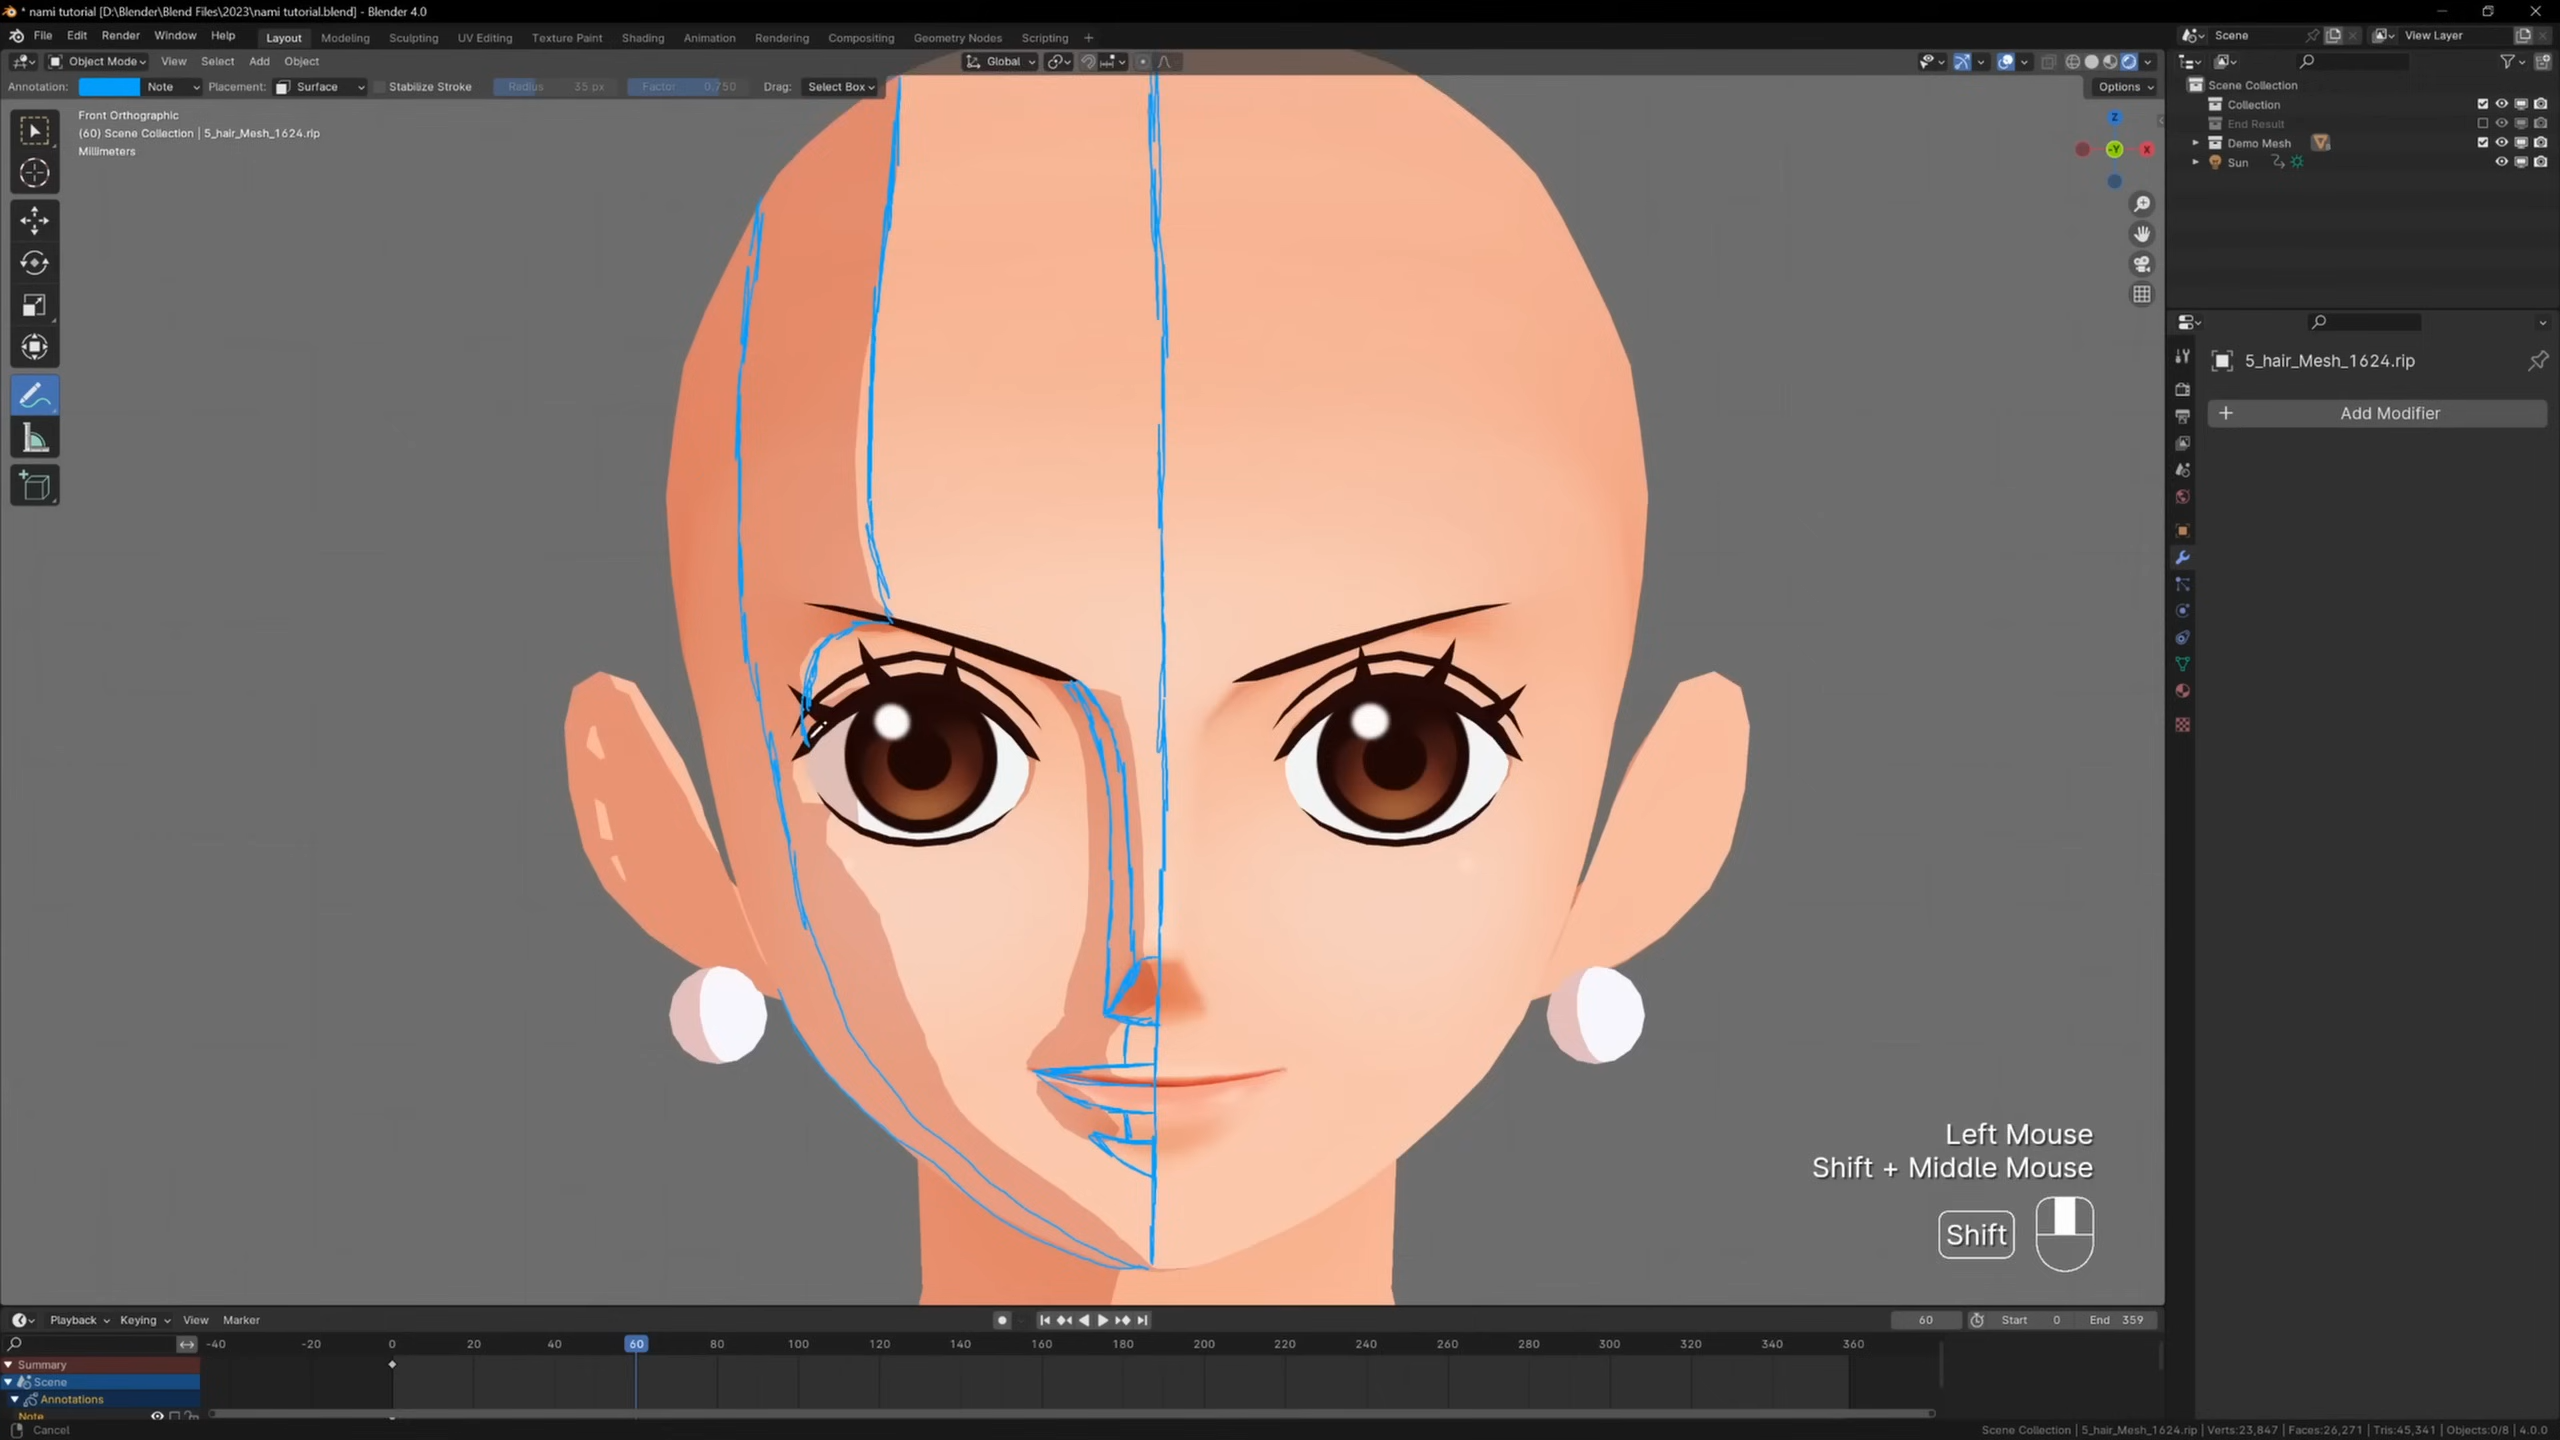 * nami tutorial [D:\Blender\Blend Files\2023\nami tutorial.blend] - Blender 4.0
File Edit Render Window Help Layout Modeling Sculpting UV Editing Texture Paint Shading Animation Rendering Compositing Geometry Nodes Scripting +
Scene View Layer
Object Mode View Select Add Object Global
Annotation: Note Placement: Surface Stabilize Stroke Radius 35 px Factor 0.750 Drag: Select Box Options
Front Orthographic
(60) Scene Collection | 5_hair_Mesh_1624.rip
Millimeters
Z
-Y
X
Scene Collection
Collection
End Result
Demo Mesh
Sun
5_hair_Mesh_1624.rip
+ Add Modifier
Left Mouse
Shift + Middle Mouse
Shift
Playback Keying View Marker 60 Start 0 End 359
-40 -20 0 20 40 60 80 100 120 140 160 180 200 220 240 260 280 300 320 340 360
Summary
Scene
Annotations
Note
Cancel
Scene Collection | 5_hair_Mesh_1624.rip | Verts:23,847 | Faces:26,271 | Tris:45,341 | Objects:0/8 | 4.0.0